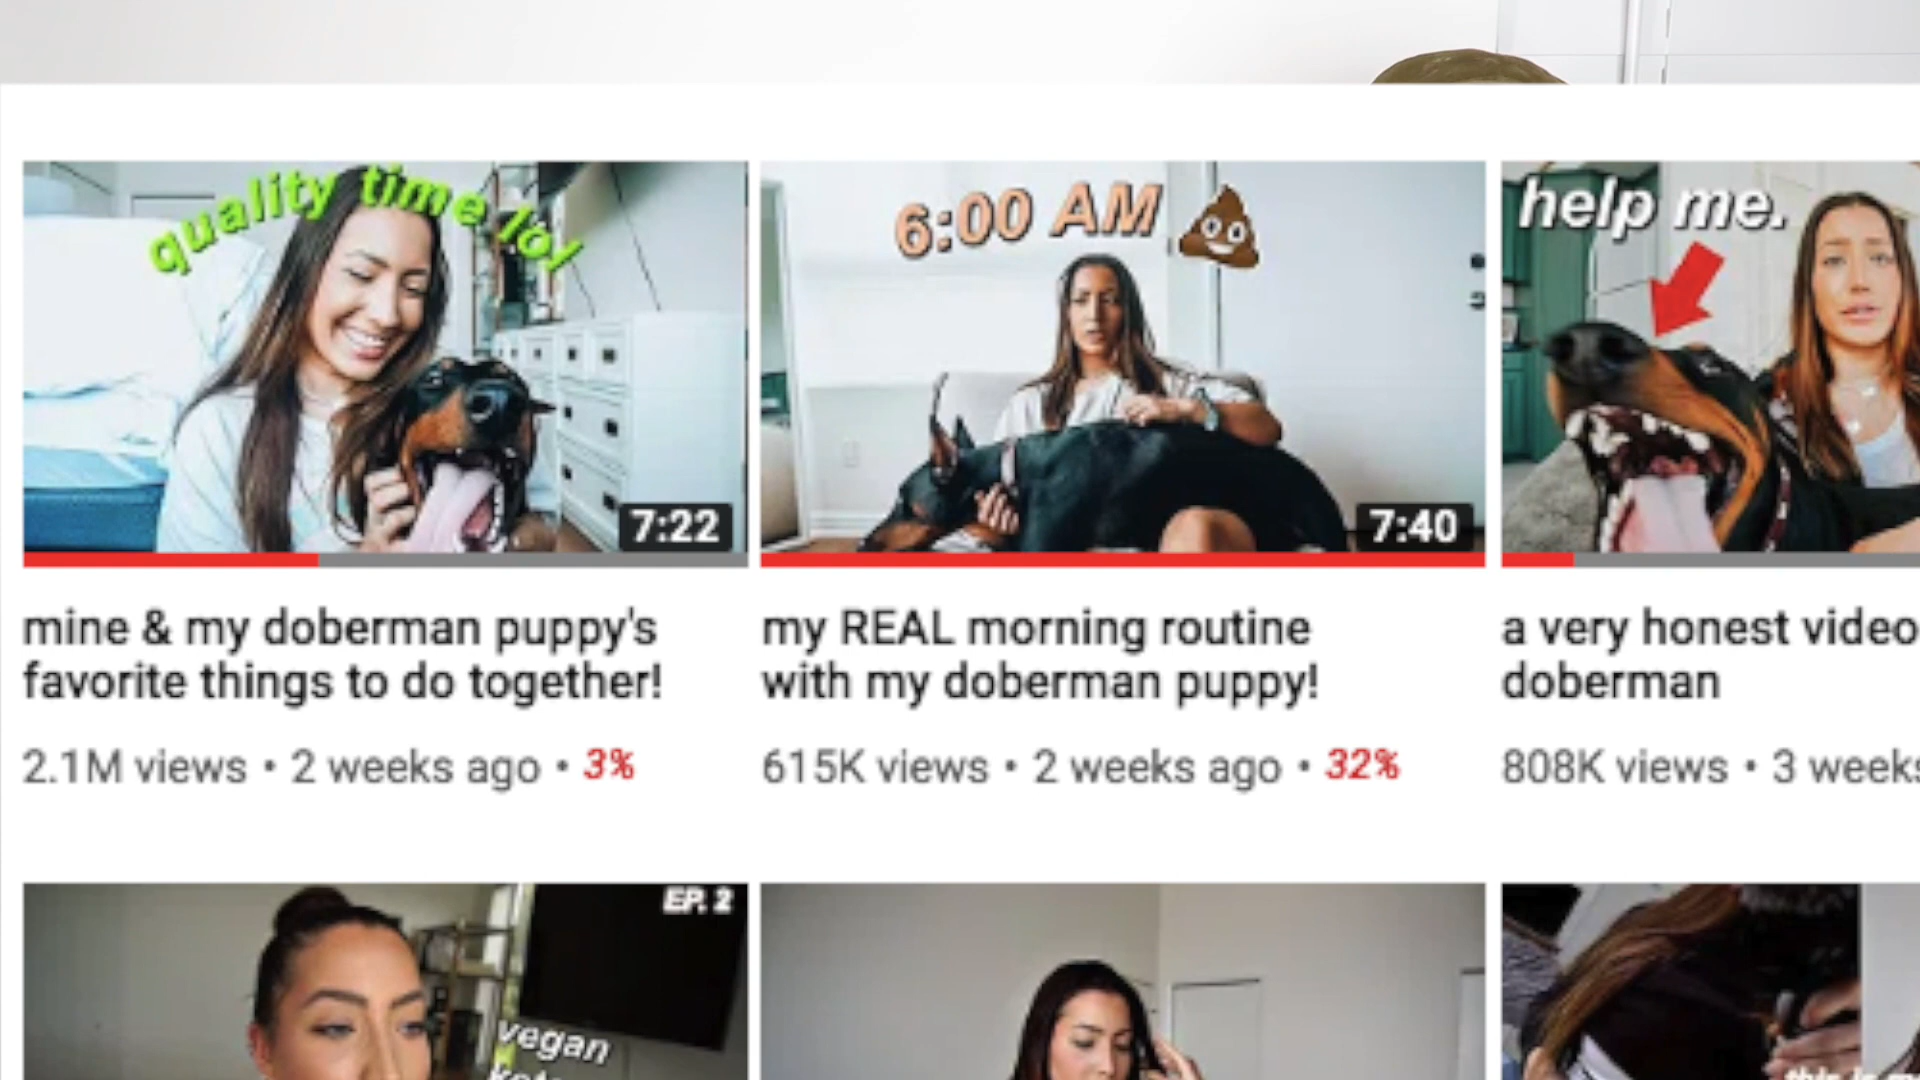 quality time lol
7:22
6:00 AM
7:40
help me.
mine & my doberman puppy's
favorite things to do together!
2.1M views • 2 weeks ago • 3%
my REAL morning routine
with my doberman puppy!
615K views • 2 weeks ago • 32%
a very honest video
doberman
808K views • 3 weeks
EP. 2
vegan